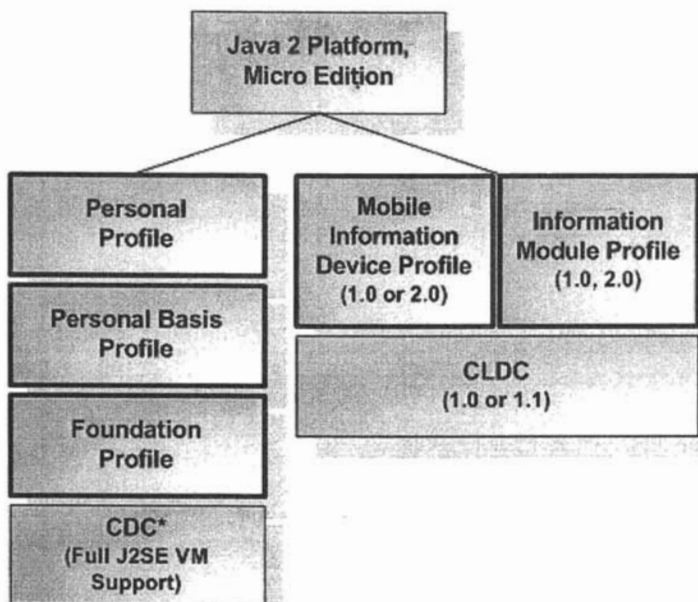 Java 2 Platform,
Micro Edition
Personal
Profile
Personal Basis
Profile
Foundation
Profile
CDC*
(Full J2SE VM
Support)
Mobile
Information
Device Profile
(1.0 or 2.0)
Information
Module Profile
(1.0, 2.0)
CLDC
(1.0 or 1.1)